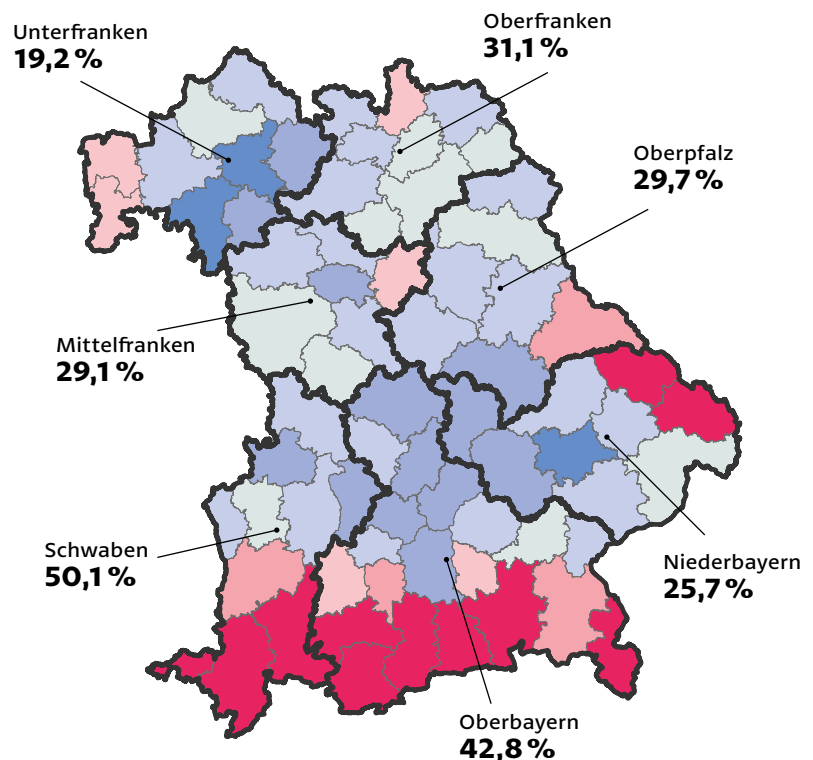 Unterfranken
19,2 %
Oberfranken
31,1 %
Oberpfalz
29,7 %
Mittelfranken
29,1 %
Schwaben
50,1 %
Niederbayern
25,7 %
Oberbayern
42,8 %